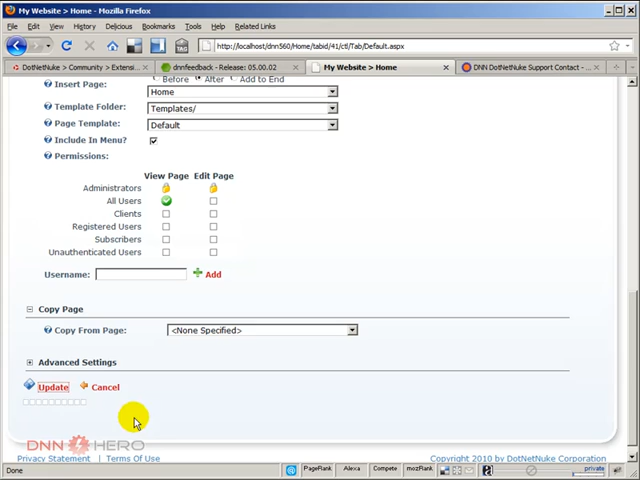 My Website > Home - Mozilla Firefox
File Edit View History Delicious Bookmarks Tools Web Rank Help Related Links
http://localhost/dnn560/Home/tabid/41/ctl/Tab/Default.aspx
DotNetNuke > Community > Extensi...
dnnfeedback - Release: 05.00.02
My Website > Home
DNN DotNetNuke Support Contact - ...
Insert Page: Before After Add to End
Home
Template Folder: Templates/
Page Template: Default
Include In Menu?
Permissions:
View Page Edit Page
Administrators
All Users
Clients
Registered Users
Subscribers
Unauthenticated Users
Username: Add
Copy Page
Copy From Page: <None Specified>
Advanced Settings
Update Cancel
DNN HERO
Privacy Statement | Terms Of Use
Copyright 2010 by DotNetNuke Corporation
Done PageRank Alexa Compete mozRank private